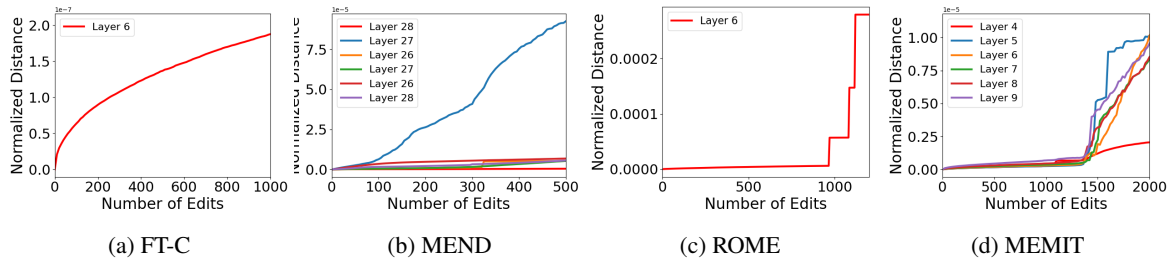 1e-7
Normalized Distance
2.0
1.5
1.0
0.5
0.0
Layer 6
0 200 400 600 800 1000
Number of Edits
(a) FT-C
1e-5
Normalized Distance
7.5
5.0
2.5
0.0
Layer 28
Layer 27
Layer 26
Layer 27
Layer 26
Layer 28
0 100 200 300 400 500
Number of Edits
(b) MEND
Normalized Distance
0.0002
0.0001
0.0000
Layer 6
0 500 1000
Number of Edits
(c) ROME
1e-5
Normalized Distance
1.00
0.75
0.50
0.25
0.00
Layer 4
Layer 5
Layer 6
Layer 7
Layer 8
Layer 9
0 500 1000 1500 2000
Number of Edits
(d) MEMIT